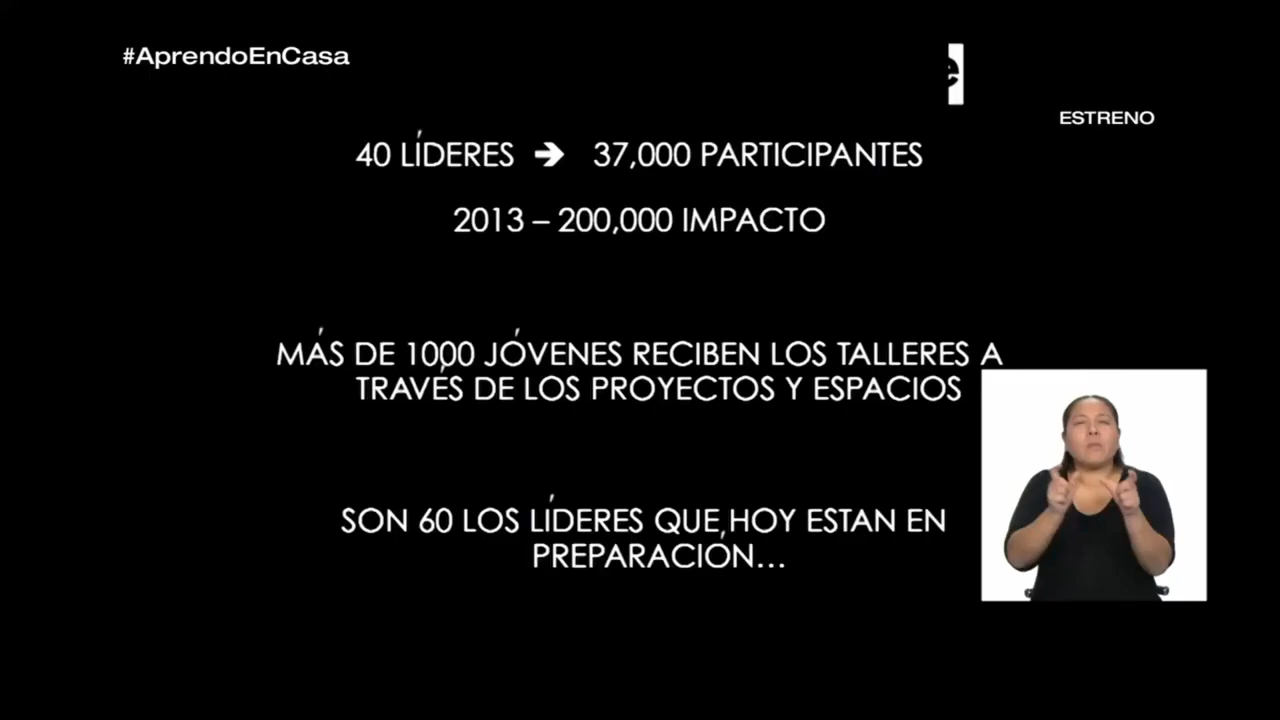 #AprendoEnCasa
e
ESTRENO
40 LÍDERES ➔ 37,000 PARTICIPANTES
2013 – 200,000 IMPACTO
MÁS DE 1000 JÓVENES RECIBEN LOS TALLERES A
TRAVÉS DE LOS PROYECTOS Y ESPACIOS
SON 60 LOS LÍDERES QUE HOY ESTAN EN
PREPARACIÓN...